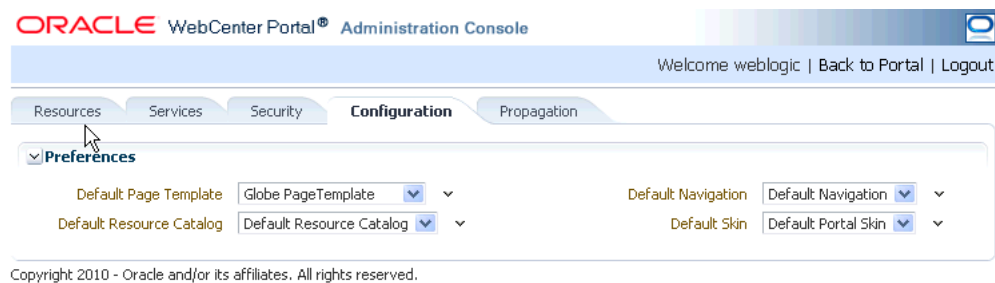 ORACLE WebCenter Portal® Administration Console
Welcome weblogic | Back to Portal | Logout
Resources Services Security Configuration Propagation
Preferences
Default Page Template Globe PageTemplate Default Navigation Default Navigation
Default Resource Catalog Default Resource Catalog Default Skin Default Portal Skin
Copyright 2010 - Oracle and/or its affiliates. All rights reserved.